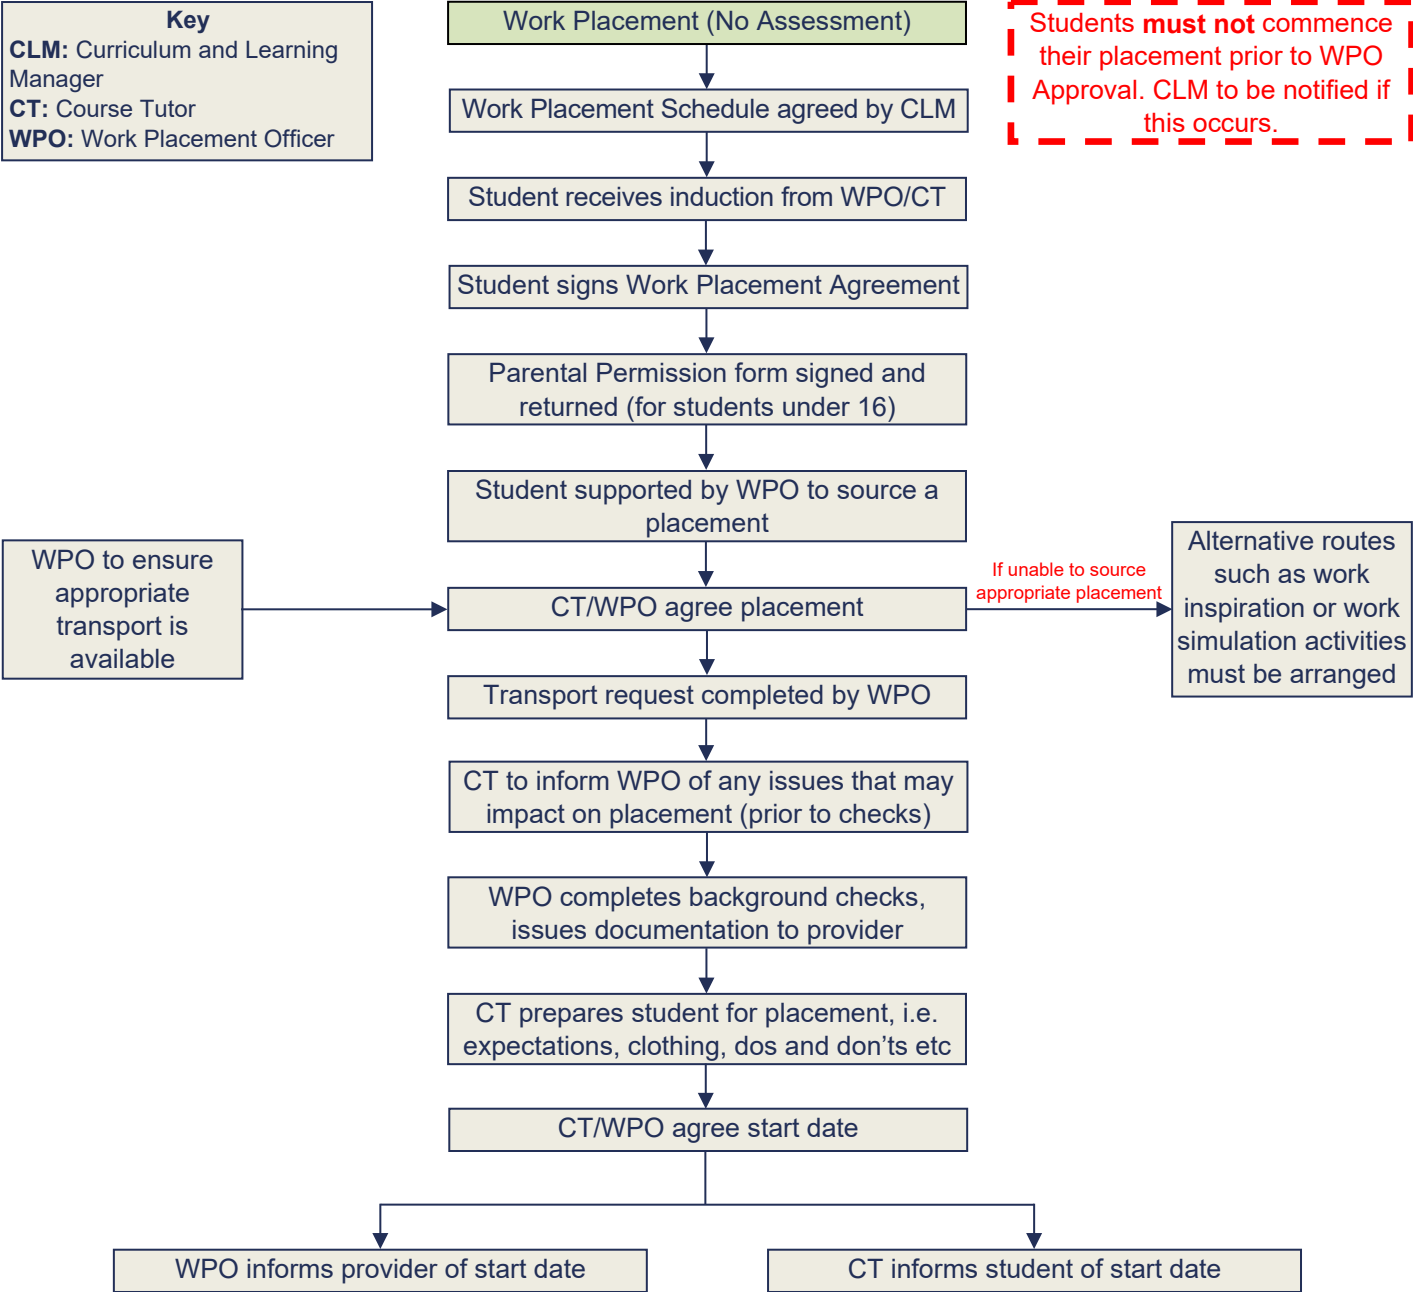 Key
CLM: Curriculum and Learning
Manager
CT: Course Tutor
WPO: Work Placement Officer
Work Placement (No Assessment)
Students must not commence
their placement prior to WPO
Approval. CLM to be notified if
this occurs.
Work Placement Schedule agreed by CLM
Student receives induction from WPO/CT
Student signs Work Placement Agreement
Parental Permission form signed and
returned (for students under 16)
Student supported by WPO to source a
placement
WPO to ensure
appropriate
transport is
available
CT/WPO agree placement
If unable to source
appropriate placement
Alternative routes
such as work
inspiration or work
simulation activities
must be arranged
Transport request completed by WPO
CT to inform WPO of any issues that may
impact on placement (prior to checks)
WPO completes background checks,
issues documentation to provider
CT prepares student for placement, i.e.
expectations, clothing, dos and don’ts etc
CT/WPO agree start date
WPO informs provider of start date
CT informs student of start date